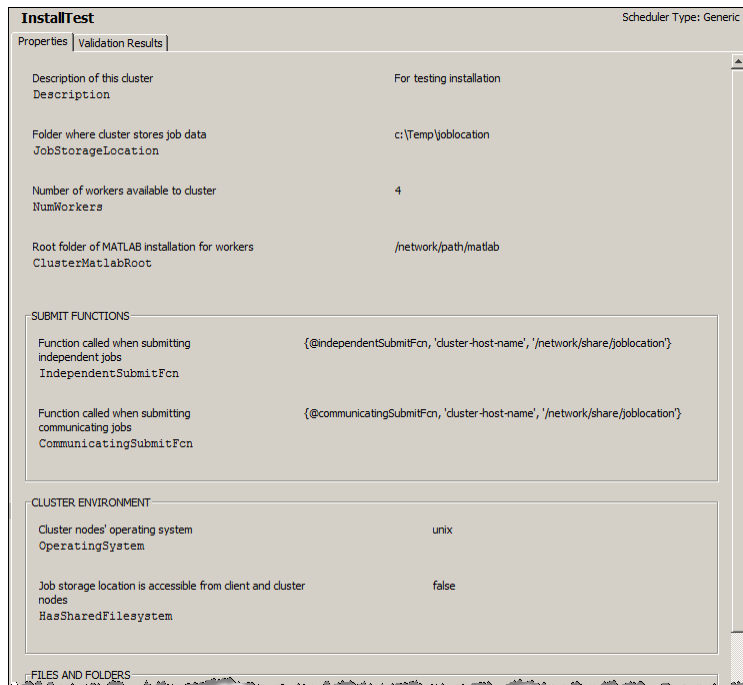 InstallTest
Scheduler Type: Generic
Properties
Validation Results
Description of this cluster
For testing installation
Description
Folder where cluster stores job data
c:\Temp\joblocation
JobStorageLocation
Number of workers available to cluster
4
NumWorkers
Root folder of MATLAB installation for workers
/network/path/matlab
ClusterMatlabRoot
SUBMIT FUNCTIONS
Function called when submitting
{@independentSubmitFcn, 'cluster-host-name', '/network/share/joblocation'}
independent jobs
IndependentSubmitFcn
Function called when submitting
{@communicatingSubmitFcn, 'cluster-host-name', '/network/share/joblocation'}
communicating jobs
CommunicatingSubmitFcn
CLUSTER ENVIRONMENT
Cluster nodes' operating system
unix
OperatingSystem
Job storage location is accessible from client and cluster
false
nodes
HasSharedFilesystem
FILES AND FOLDERS